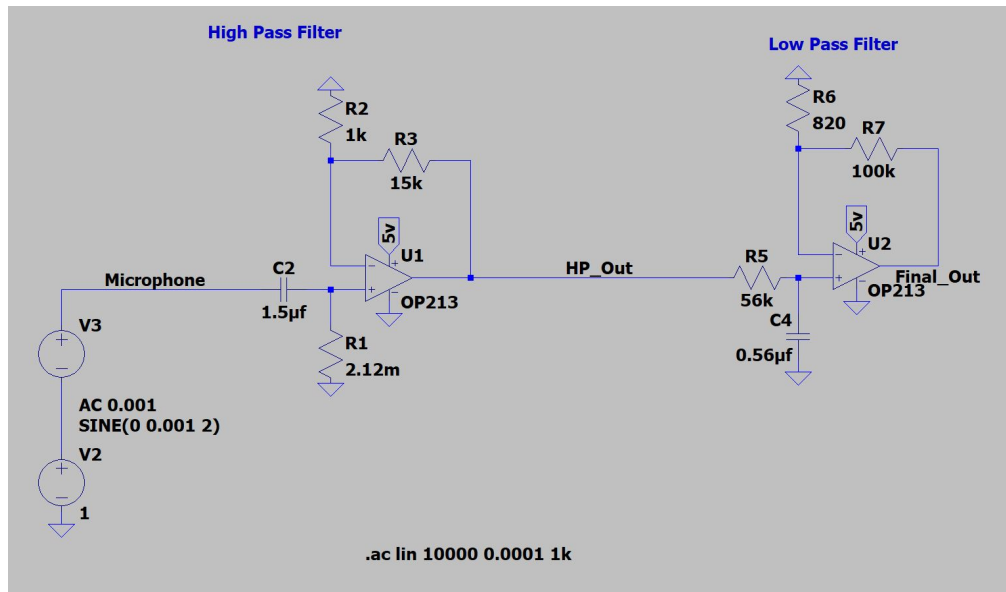 High Pass Filter
Low Pass Filter
R2
1k
R3
15k
R6
820
R7
100k
5v
U1
+
−
+
−
OP213
5v
U2
+
−
+
−
OP213
Microphone
C2
1.5µf
HP_Out
R5
56k
Final_Out
R1
2.12m
C4
0.56µf
V3
+
−
AC 0.001
SINE(0 0.001 2)
V2
+
−
1
.ac lin 10000 0.0001 1k